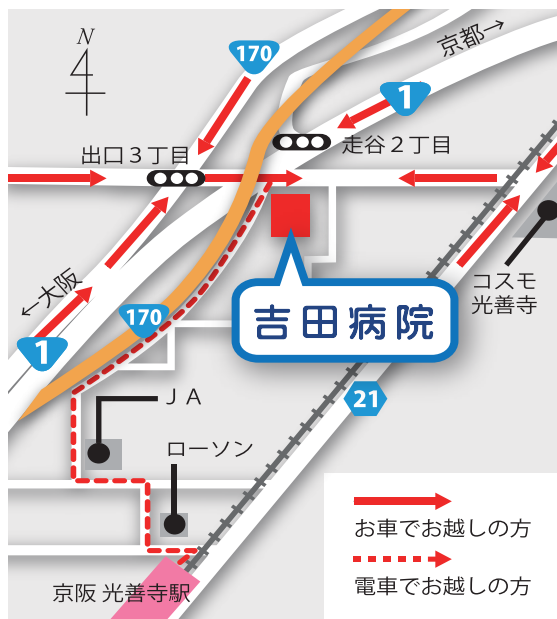 N
170
京都→
1
走谷２丁目
出口３丁目
コスモ
光善寺
←大阪
170
1
吉田病院
21
ＪＡ
ローソン
京阪 光善寺駅
お車でお越しの方
電車でお越しの方